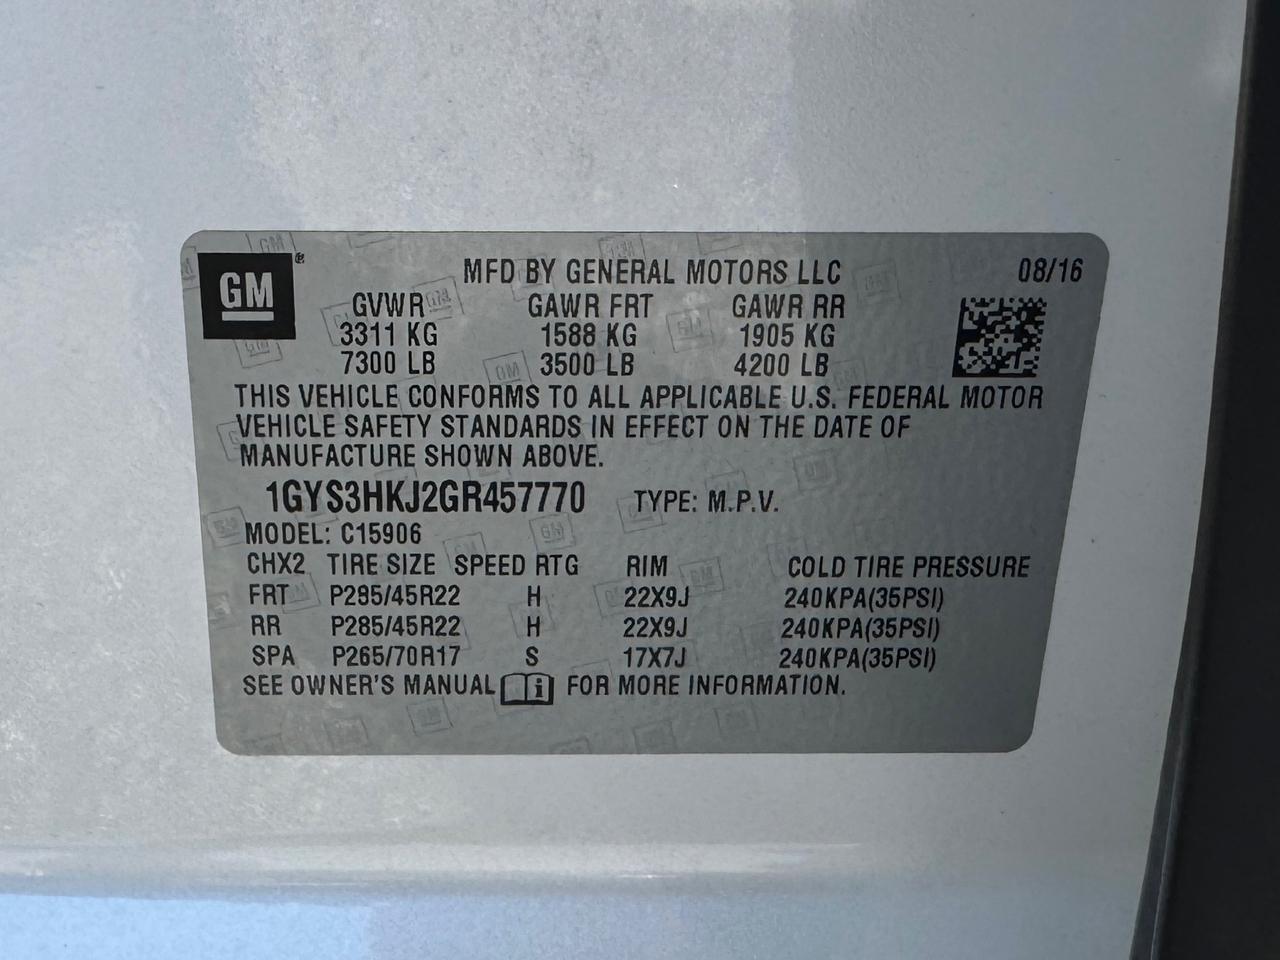 GM
MFD BY GENERAL MOTORS LLC 08/16
GVWR GAWR FRT GAWR RR
3311 KG 1588 KG 1905 KG
7300 LB 3500 LB 4200 LB
THIS VEHICLE CONFORMS TO ALL APPLICABLE U.S. FEDERAL MOTOR
VEHICLE SAFETY STANDARDS IN EFFECT ON THE DATE OF
MANUFACTURE SHOWN ABOVE.
1GYS3HKJ2GR457770 TYPE: M.P.V.
MODEL: C15906
CHX2 TIRE SIZE SPEED RTG RIM COLD TIRE PRESSURE
FRT P285/45R22 H 22X9J 240KPA(35PSI)
RR P285/45R22 H 22X9J 240KPA(35PSI)
SPA P265/70R17 S 17X7J 240KPA(35PSI)
SEE OWNER'S MANUAL FOR MORE INFORMATION.